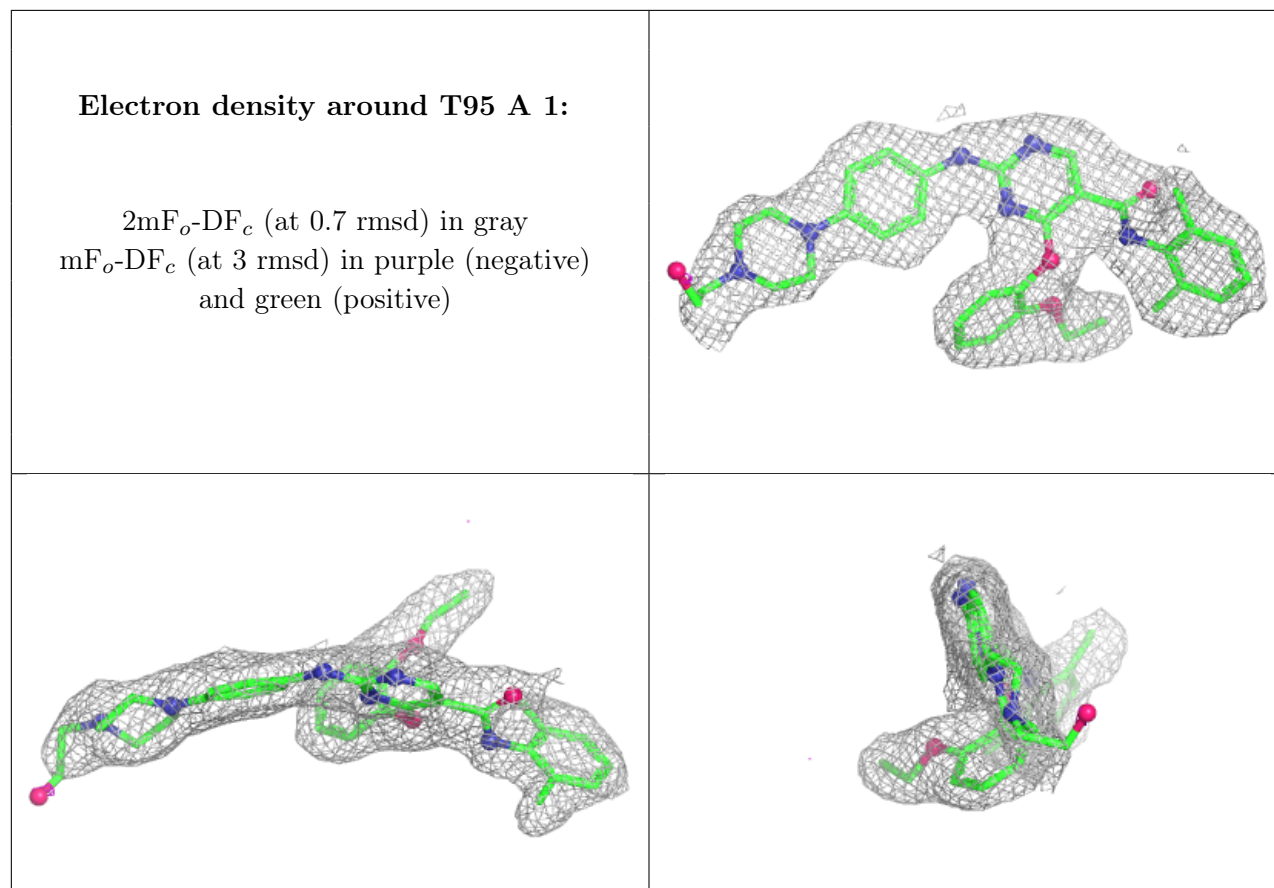 Electron density around T95 A 1:
2mFo-DFc (at 0.7 rmsd) in gray
mFo-DFc (at 3 rmsd) in purple (negative)
and green (positive)